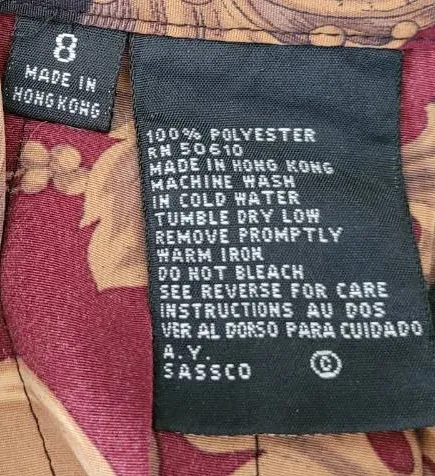 8
MADE IN
HONG KONG
100% POLYESTER
RN 50610
MADE IN HONG KONG
MACHINE WASH
IN COLD WATER
TUMBLE DRY LOW
REMOVE PROMPTLY
WARM IRON
DO NOT BLEACH
SEE REVERSE FOR CARE
INSTRUCTIONS AU DOS
VER AL DORSO PARA CUIDADO
A.Y.
SASSCO ©